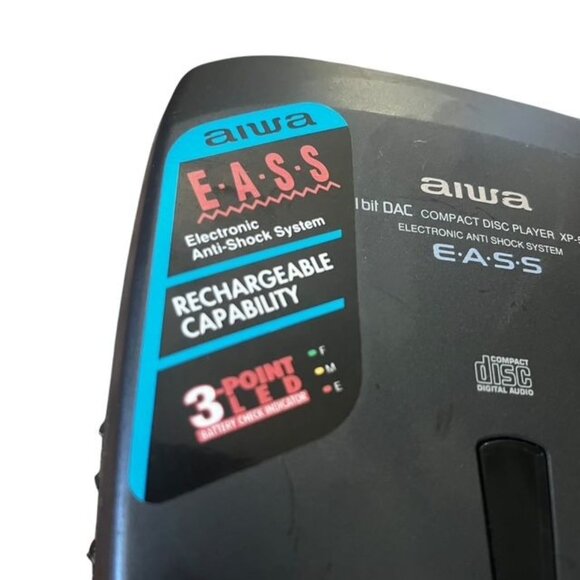 aiwa
E·A·S·S
Electronic
Anti-Shock System
RECHARGEABLE
CAPABILITY
3-POINT
LED
BATTERY CHECK INDICATOR
F
M
E
aiwa
1 bit DAC COMPACT DISC PLAYER
ELECTRONIC ANTI SHOCK SYSTEM
E·A·S·S
COMPACT
disc
DIGITAL AUDIO